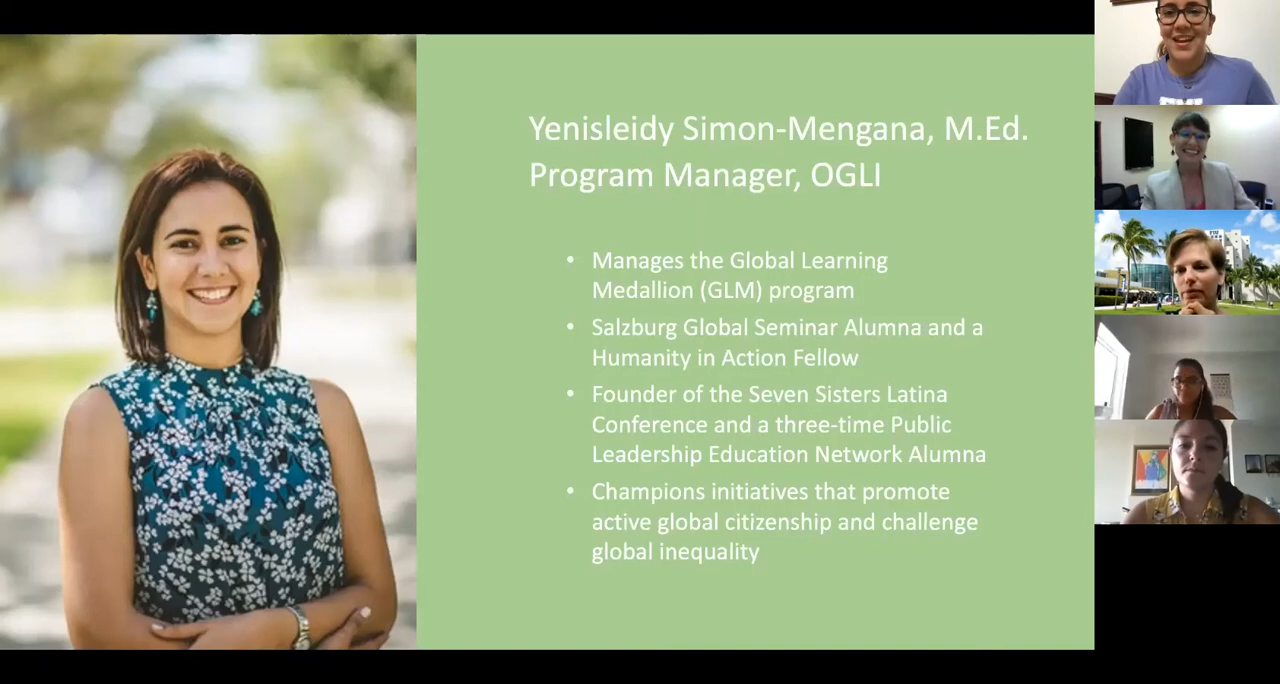 Yenisleidy Simon-Mengana, M.Ed.
Program Manager, OGLI
• Manages the Global Learning
Medallion (GLM) program
• Salzburg Global Seminar Alumna and a
Humanity in Action Fellow
• Founder of the Seven Sisters Latina
Conference and a three-time Public
Leadership Education Network Alumna
• Champions initiatives that promote
active global citizenship and challenge
global inequality
FIU